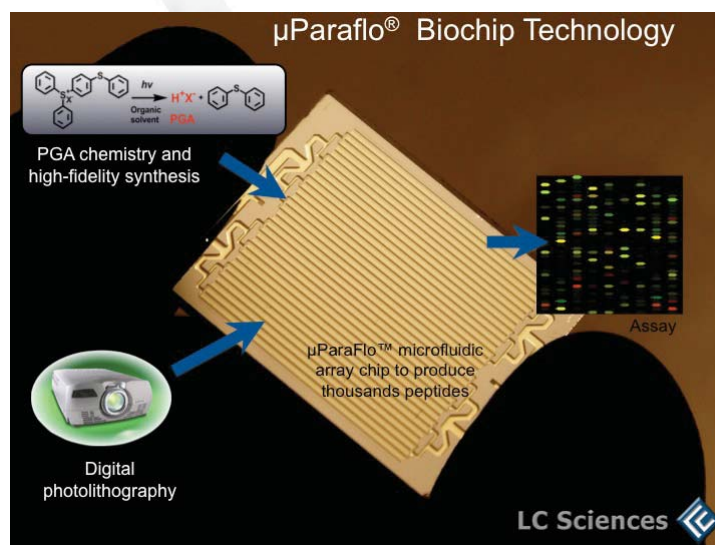 µParaflo® Biochip Technology
hν
Organic
solvent
H⁺X⁻ +
PGA
S
S⁺
X⁻
S
PGA chemistry and
high-fidelity synthesis
Assay
µParaFlo™ microfluidic
array chip to produce
thousands peptides
Digital
photolithography
LC Sciences